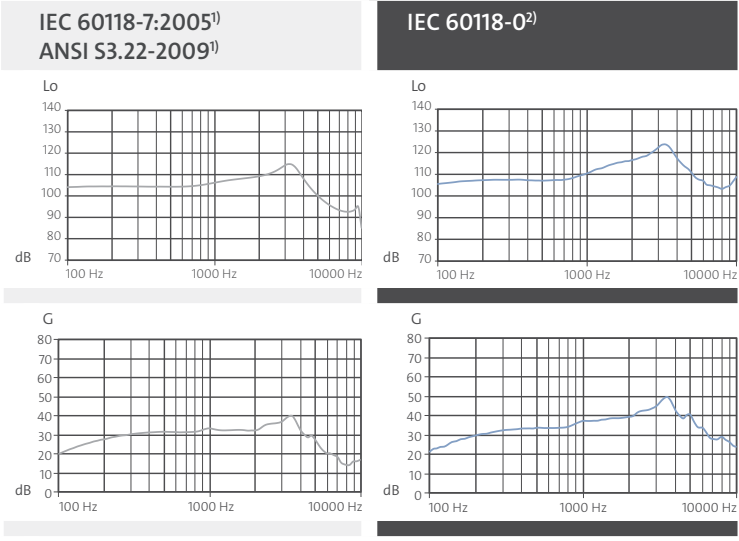 IEC 60118-7:2005¹⁾
ANSI S3.22-2009¹⁾
IEC 60118-0²⁾
Lo
140
130
120
110
100
90
80
dB 70
100 Hz 1000 Hz 10000 Hz
Lo
140
130
120
110
100
90
80
dB 70
100 Hz 1000 Hz 10000 Hz
G
80
70
60
50
40
30
20
10
dB 0
100 Hz 1000 Hz 10000 Hz
G
80
70
60
50
40
30
20
10
dB 0
100 Hz 1000 Hz 10000 Hz